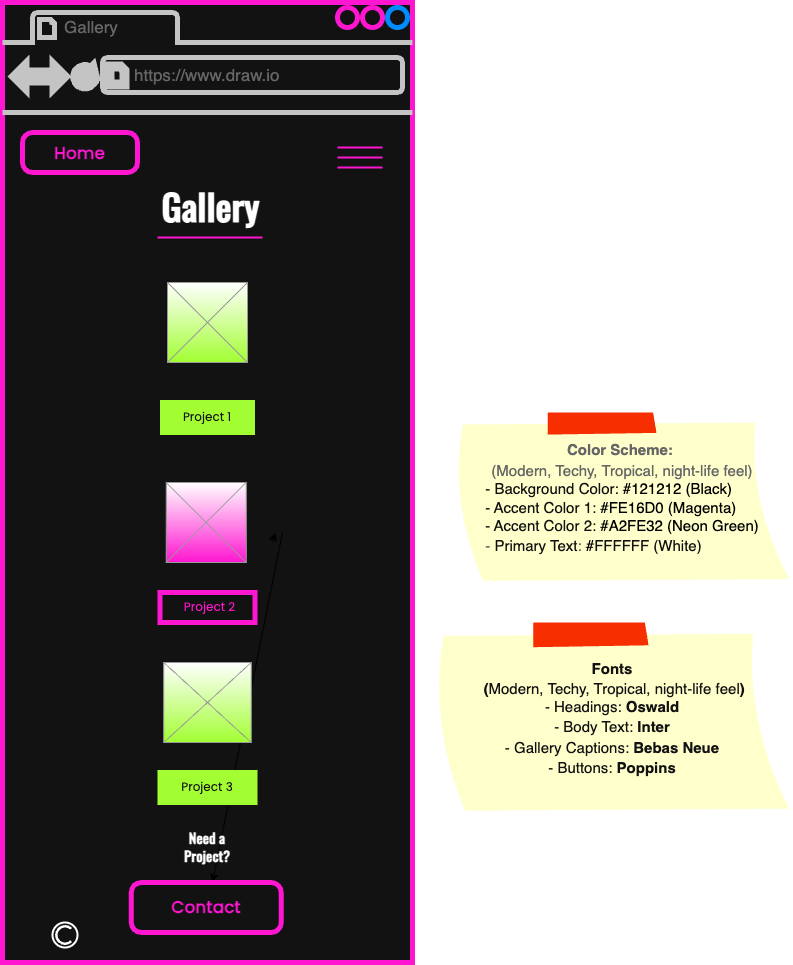 Gallery
https://www.draw.io
Home
Gallery
Project 1
Project 2
Project 3
Need a
Project?
Contact
©
Color Scheme:
(Modern, Techy, Tropical, night-life feel)
- Background Color: #121212 (Black)
- Accent Color 1: #FE16D0 (Magenta)
- Accent Color 2: #A2FE32 (Neon Green)
- Primary Text: #FFFFFF (White)
Fonts
(Modern, Techy, Tropical, night-life feel)
- Headings: Oswald
- Body Text: Inter
- Gallery Captions: Bebas Neue
- Buttons: Poppins